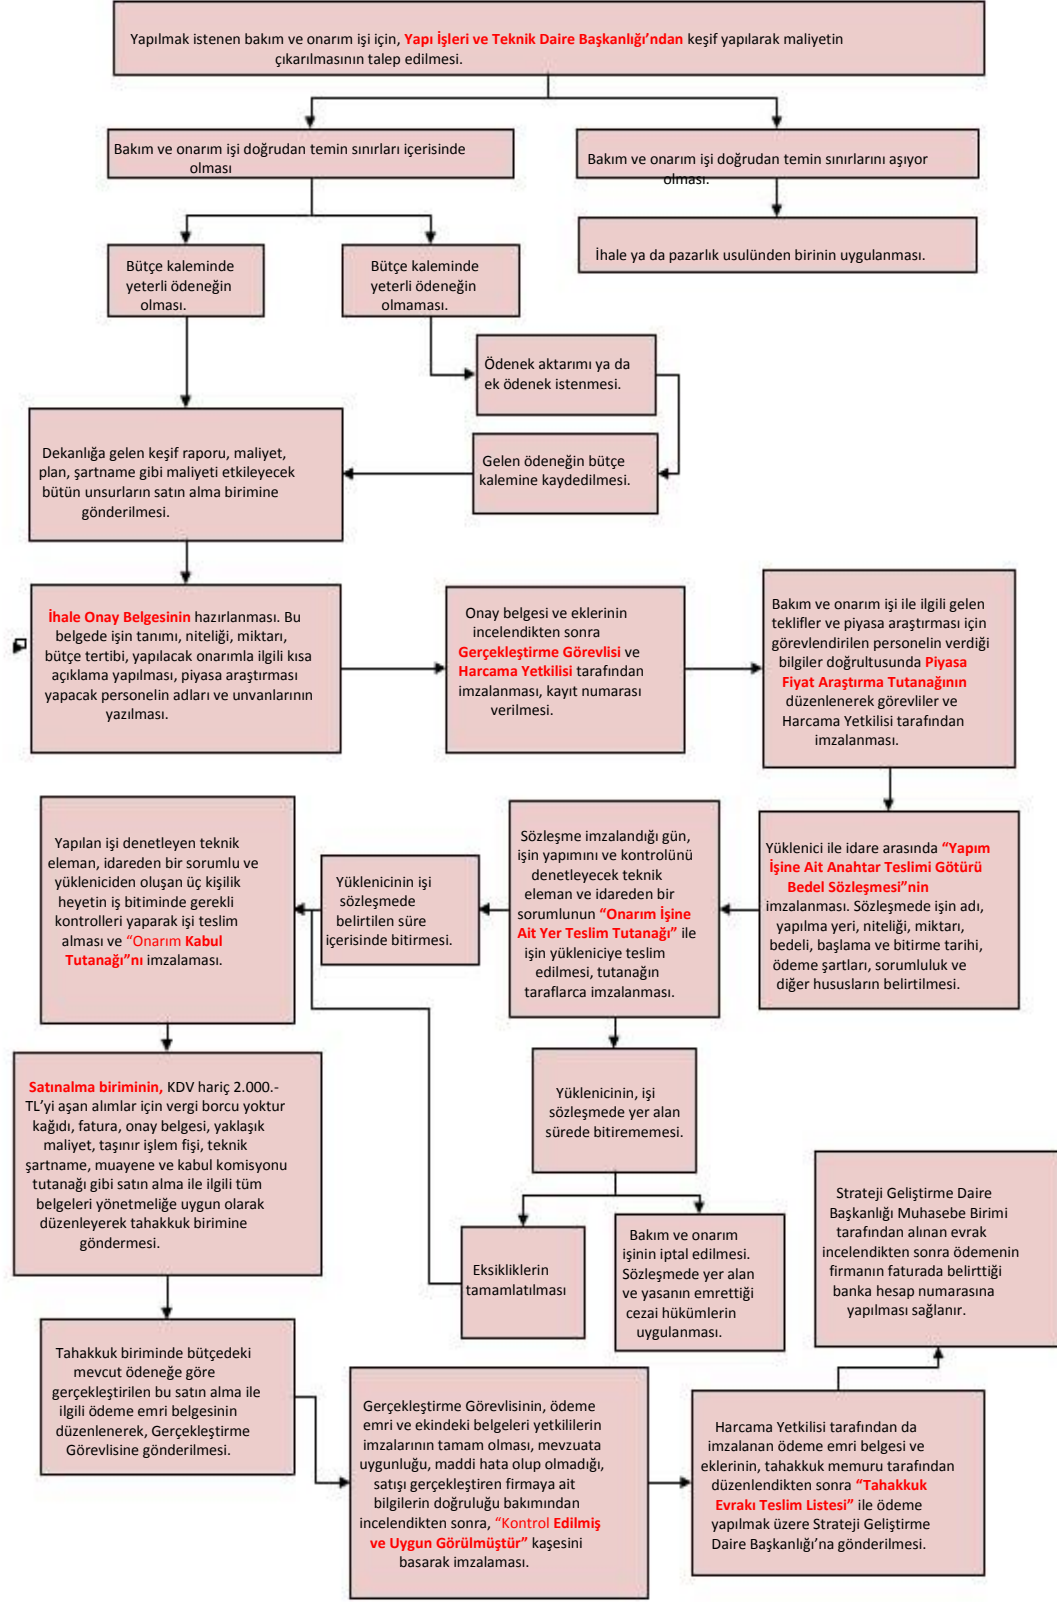 Yapılmak istenen bakım ve onarım işi için, Yapı İşleri ve Teknik Daire Başkanlığı’ndan keşif yapılarak maliyetin
çıkarılmasının talep edilmesi.
Bakım ve onarım işi doğrudan temin sınırları içerisinde
olması
Bakım ve onarım işi doğrudan temin sınırlarını aşıyor
olması.
İhale ya da pazarlık usulünden birinin uygulanması.
Bütçe kaleminde
yeterli ödeneğin
olması.
Bütçe kaleminde
yeterli ödeneğin
olmaması.
Ödenek aktarımı ya da
ek ödenek istenmesi.
Gelen ödeneğin bütçe
kalemine kaydedilmesi.
Dekanlığa gelen keşif raporu, maliyet,
plan, şartname gibi maliyeti etkileyecek
bütün unsurların satın alma birimine
gönderilmesi.
İhale Onay Belgesinin hazırlanması. Bu
belgede işin tanımı, niteliği, miktarı,
bütçe tertibi, yapılacak onarımla ilgili kısa
açıklama yapılması, piyasa araştırması
yapacak personelin adları ve unvanlarının
yazılması.
Onay belgesi ve eklerinin
incelendikten sonra
Gerçekleştirme Görevlisi ve
Harcama Yetkilisi tarafından
imzalanması, kayıt numarası
verilmesi.
Bakım ve onarım işi ile ilgili gelen
teklifler ve piyasa araştırması için
görevlendirilen personelin verdiği
bilgiler doğrultusunda Piyasa
Fiyat Araştırma Tutanağının
düzenlenerek görevliler ve
Harcama Yetkilisi tarafından
imzalanması.
Yüklenici ile idare arasında “Yapım
İşine Ait Anahtar Teslimi Götürü
Bedel Sözleşmesi”nin
imzalanması. Sözleşmede işin adı,
yapılma yeri, niteliği, miktarı,
bedeli, başlama ve bitirme tarihi,
ödeme şartları, sorumluluk ve
diğer hususların belirtilmesi.
Sözleşme imzalandığı gün,
işin yapımını ve kontrolünü
denetleyecek teknik
eleman ve idareden bir
sorumlunun “Onarım İşine
Ait Yer Teslim Tutanağı” ile
işin yükleniciye teslim
edilmesi, tutanağın
taraflarca imzalanması.
Yüklenicinin işi
sözleşmede
belirtilen süre
içerisinde bitirmesi.
Yapılan işi denetleyen teknik
eleman, idareden bir sorumlu ve
yükleniciden oluşan üç kişilik
heyetin iş bitiminde gerekli
kontrolleri yaparak işi teslim
alması ve “Onarım Kabul
Tutanağı”nı imzalaması.
Yüklenicinin, işi
sözleşmede yer alan
sürede bitirememesi.
Eksikliklerin
tamamlatılması
Bakım ve onarım
işinin iptal edilmesi.
Sözleşmede yer alan
ve yasanın emrettiği
cezai hükümlerin
uygulanması.
Satınalma biriminin, KDV hariç 2.000.-
TL’yi aşan alımlar için vergi borcu yoktur
kağıdı, fatura, onay belgesi, yaklaşık
maliyet, taşınır işlem fişi, teknik
şartname, muayene ve kabul komisyonu
tutanağı gibi satın alma ile ilgili tüm
belgeleri yönetmeliğe uygun olarak
düzenleyerek tahakkuk birimine
göndermesi.
Tahakkuk biriminde bütçedeki
mevcut ödeneğe göre
gerçekleştirilen bu satın alma ile
ilgili ödeme emri belgesinin
düzenlenerek, Gerçekleştirme
Görevlisine gönderilmesi.
Gerçekleştirme Görevlisinin, ödeme
emri ve ekindeki belgeleri yetkililerin
imzalarının tamam olması, mevzuata
uygunluğu, maddi hata olup olmadığı,
satışı gerçekleştiren firmaya ait
bilgilerin doğruluğu bakımından
incelendikten sonra, “Kontrol Edilmiş
ve Uygun Görülmüştür” kaşesini
basarak imzalaması.
Harcama Yetkilisi tarafından da
imzalanan ödeme emri belgesi ve
eklerinin, tahakkuk memuru tarafından
düzenlendikten sonra “Tahakkuk
Evrakı Teslim Listesi” ile ödeme
yapılmak üzere Strateji Geliştirme
Daire Başkanlığı’na gönderilmesi.
Strateji Geliştirme Daire
Başkanlığı Muhasebe Birimi
tarafından alınan evrak
incelendikten sonra ödemenin
firmanın faturada belirttiği
banka hesap numarasına
yapılması sağlanır.